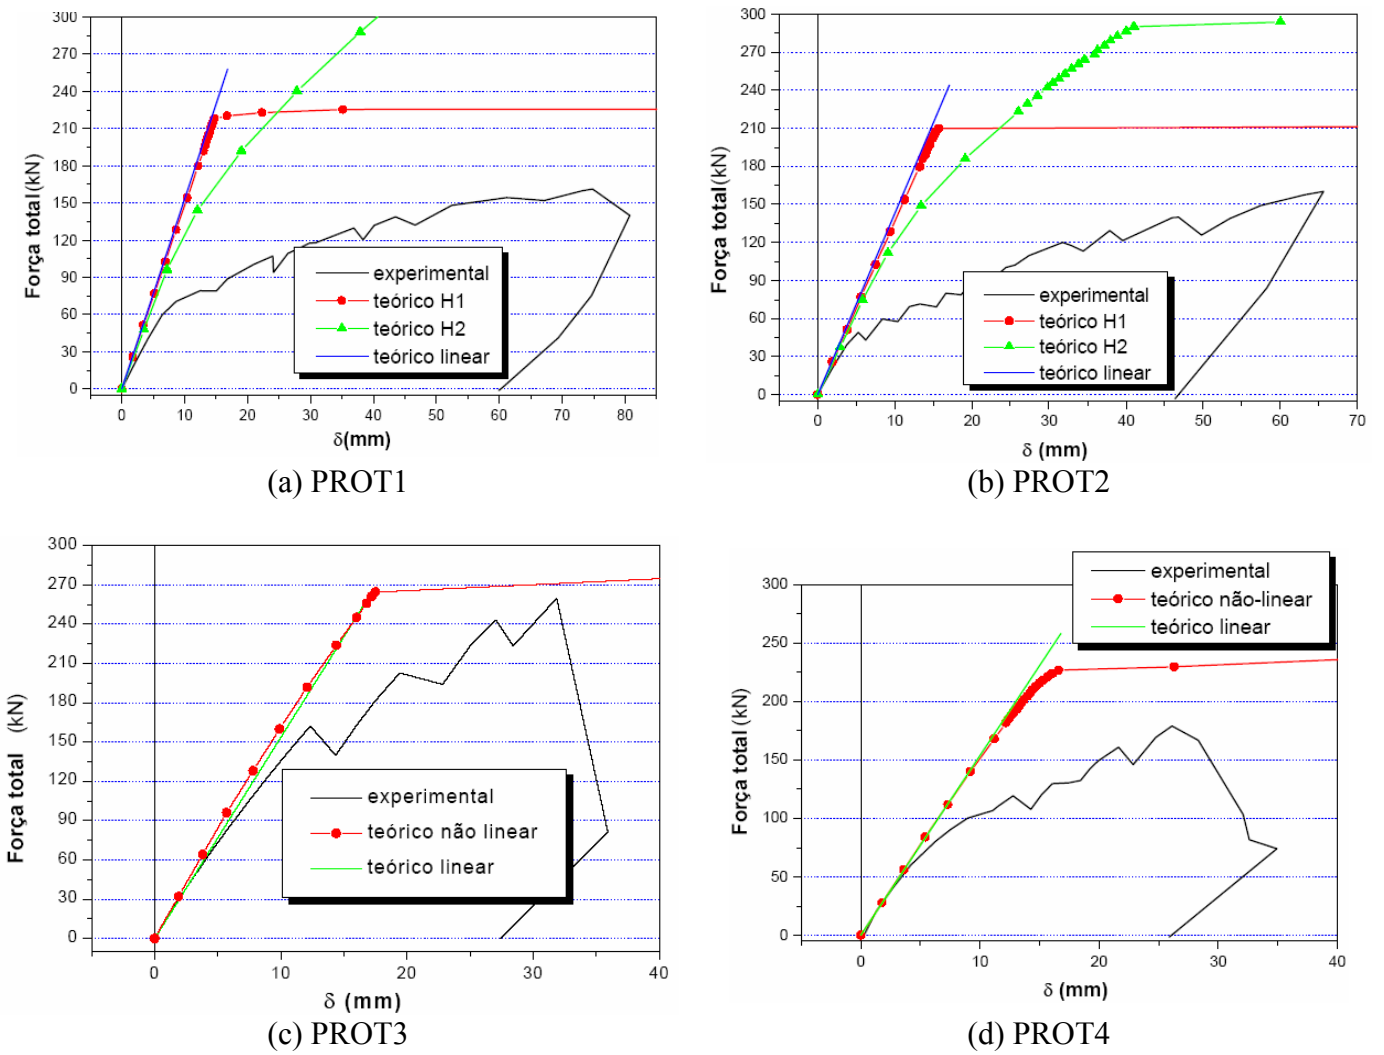 300
270
240
210
180
150
120
90
60
30
0
Força total(kN)
experimental
teórico H1
teórico H2
teórico linear
0 10 20 30 40 50 60 70 80
δ(mm)
(a) PROT1
300
270
240
210
180
150
120
90
60
30
0
Força total(kN)
experimental
teórico H1
teórico H2
teórico linear
0 10 20 30 40 50 60 70
δ (mm)
(b) PROT2
300
270
240
210
180
150
120
90
60
30
0
Força total (kN)
experimental
teórico não linear
teórico linear
0 10 20 30 40
δ (mm)
(c) PROT3
experimental
teórico não-linear
teórico linear
300
250
200
150
100
50
0
Força total (kN)
0 10 20 30 40
δ (mm)
(d) PROT4